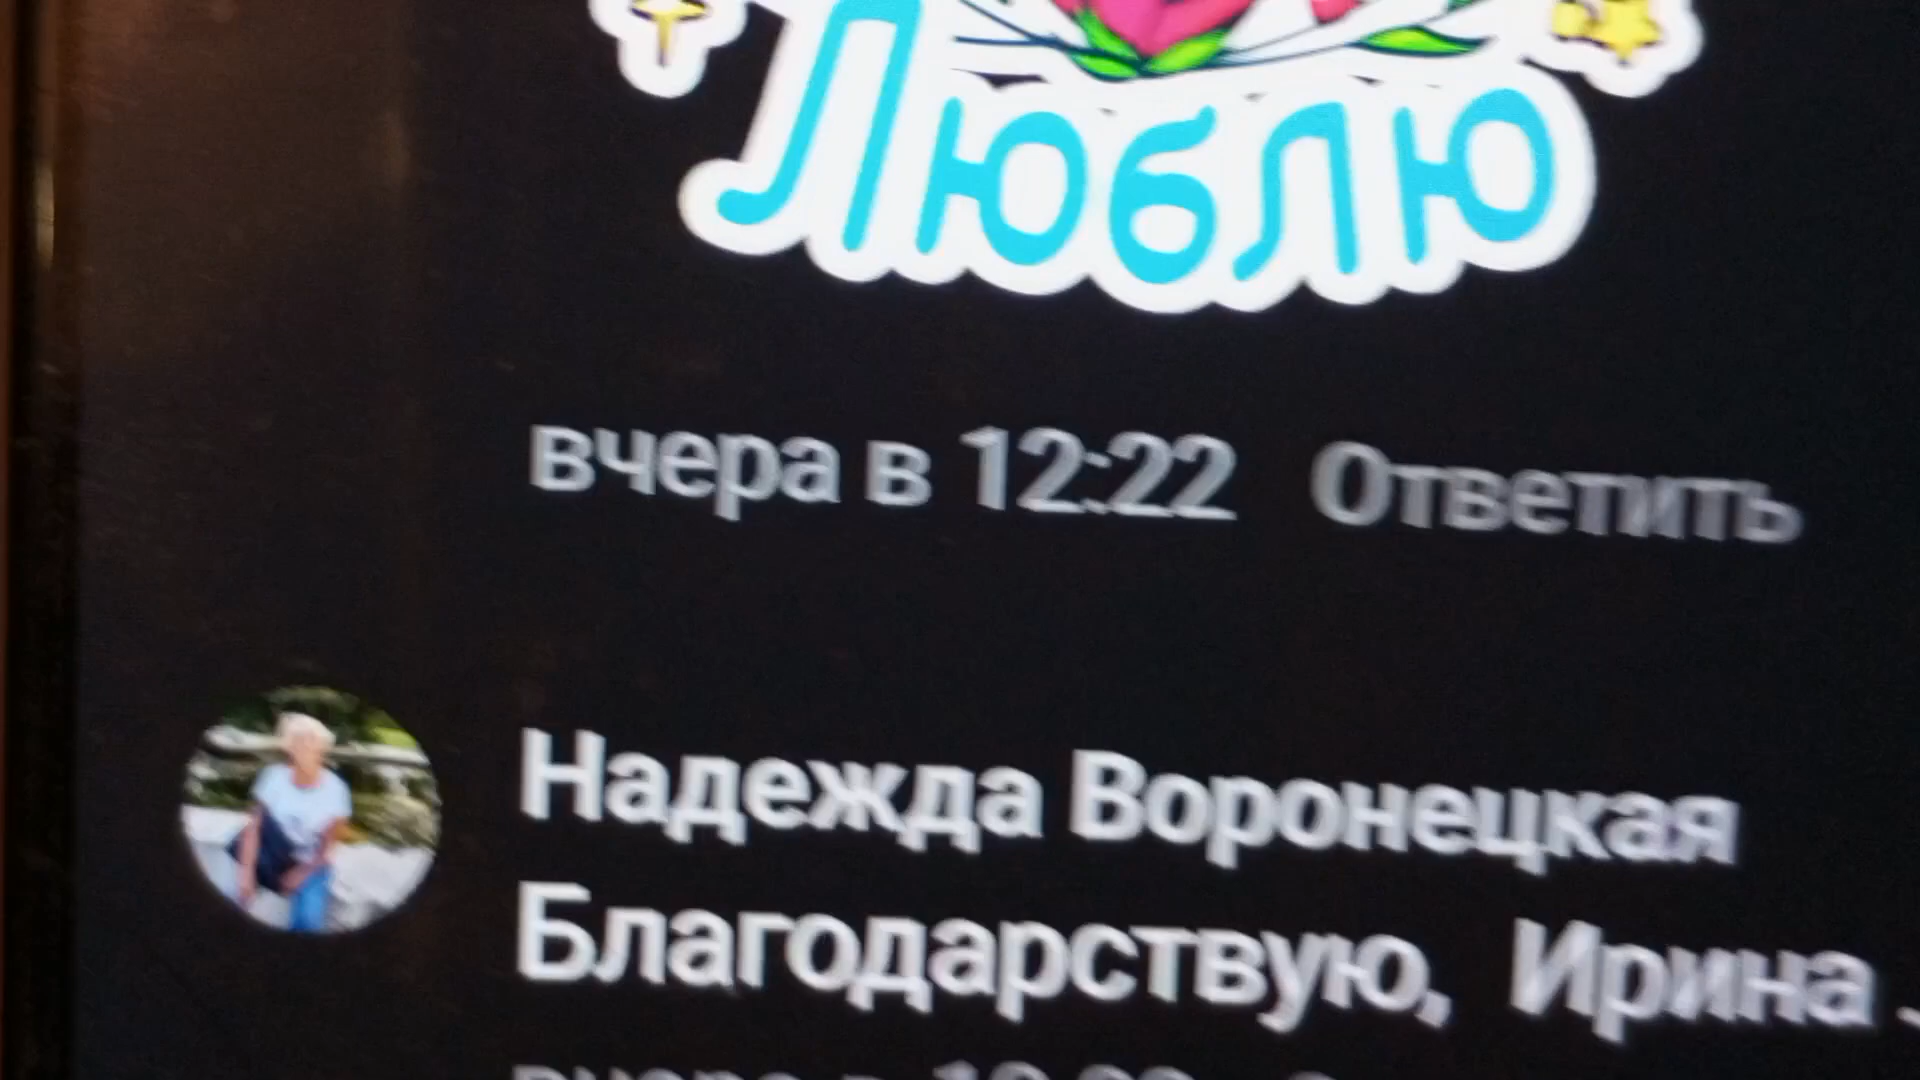 Люблю
вчера в 12:22 Ответить
Надежда Воронецкая
Благодарствую, Ирина .